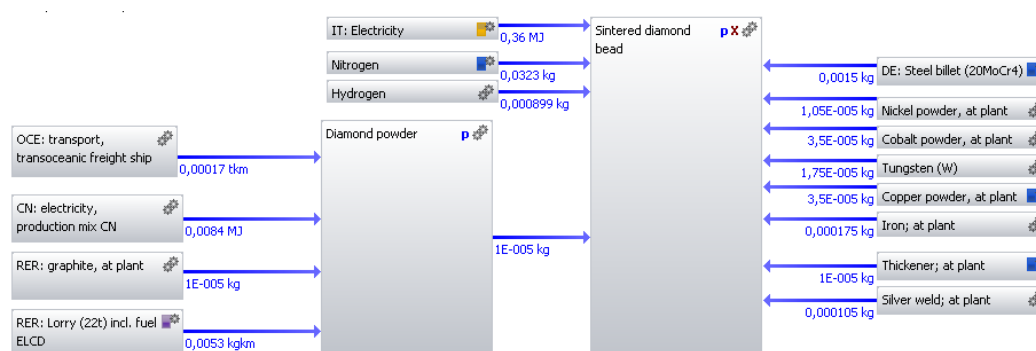 IT: Electricity
0,36 MJ
Nitrogen
0,0323 kg
Hydrogen
0,000899 kg
Sintered diamond
bead
p X
DE: Steel billet (20MoCr4)
0,0015 kg
Nickel powder, at plant
1,05E-005 kg
Cobalt powder, at plant
3,5E-005 kg
Tungsten (W)
1,75E-005 kg
Copper powder, at plant
3,5E-005 kg
Iron; at plant
0,000175 kg
Thickener; at plant
1E-005 kg
Silver weld; at plant
0,000105 kg
OCE: transport,
transoceanic freight ship
0,00017 tkm
CN: electricity,
production mix CN
0,0084 MJ
RER: graphite, at plant
1E-005 kg
RER: Lorry (22t) incl. fuel
ELCD
0,0053 kgkm
Diamond powder
p
1E-005 kg